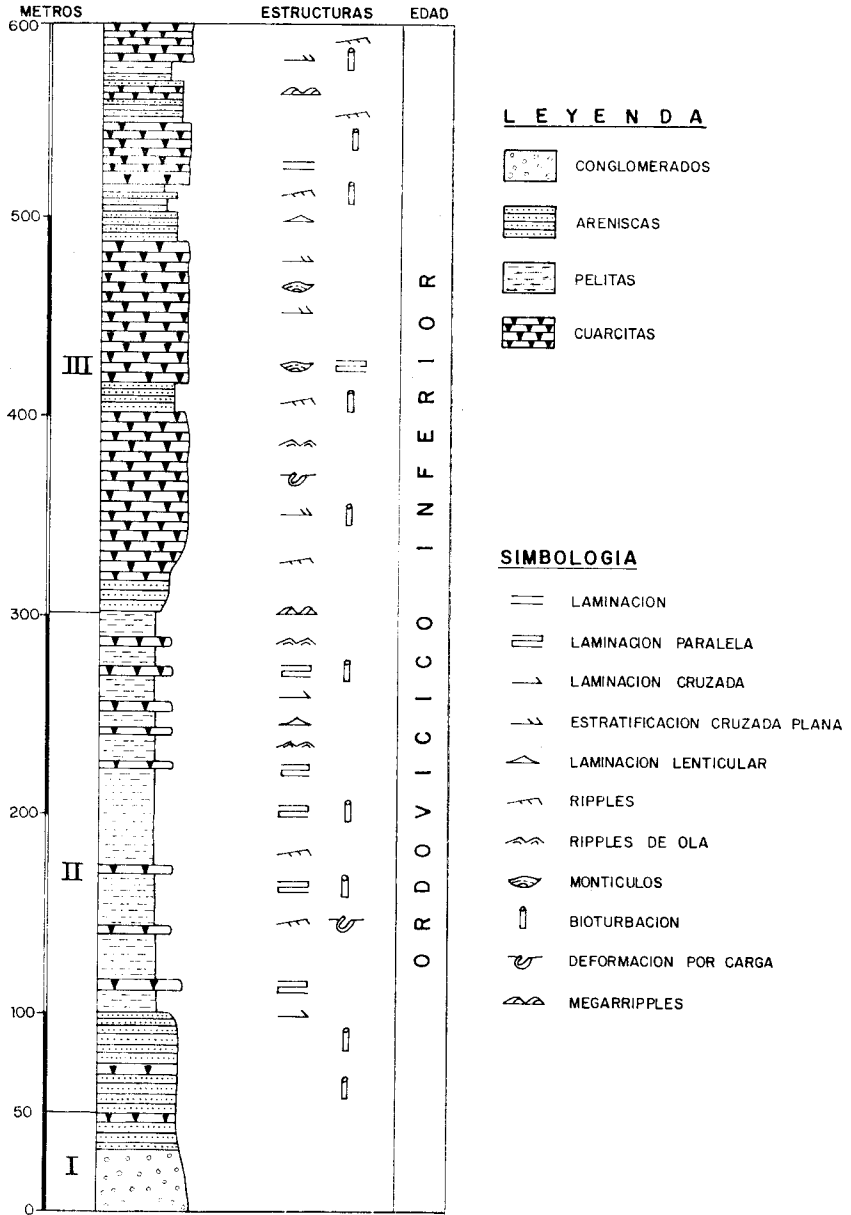 METROS
ESTRUCTURAS
EDAD
600
500
400
300
200
100
50
0
III
II
I
ORDOVICICO INFERIOR
LEYENDA
CONGLOMERADOS
ARENISCAS
PELITAS
CUARCITAS
SIMBOLOGIA
LAMINACION
LAMINACION PARALELA
LAMINACION CRUZADA
ESTRATIFICACION CRUZADA PLANA
LAMINACION LENTICULAR
RIPPLES
RIPPLES DE OLA
MONTICULOS
BIOTURBACION
DEFORMACION POR CARGA
MEGARRIPPLES